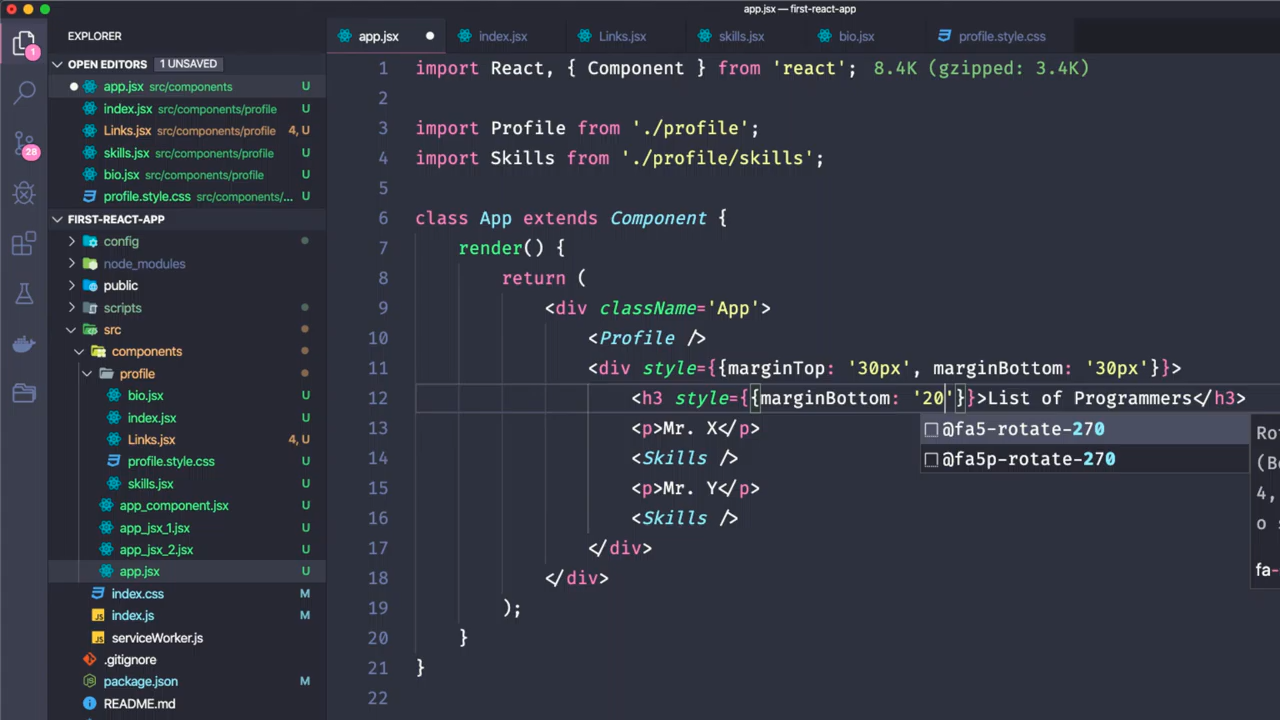 app.jsx — first-react-app
EXPLORER
OPEN EDITORS 1 UNSAVED
app.jsx src/components U
index.jsx src/components/profile U
Links.jsx src/components/profile 4, U
skills.jsx src/components/profile U
bio.jsx src/components/profile U
profile.style.css src/components/... U
FIRST-REACT-APP
config
node_modules
public
scripts
src
components
profile
bio.jsx U
index.jsx U
Links.jsx 4, U
profile.style.css U
skills.jsx U
app_component.jsx U
app_jsx_1.jsx U
app_jsx_2.jsx U
app.jsx U
index.css M
index.js M
serviceWorker.js
.gitignore
package.json M
README.md
1
28
app.jsx index.jsx Links.jsx skills.jsx bio.jsx profile.style.css
1 import React, { Component } from 'react'; 8.4K (gzipped: 3.4K)
2
3 import Profile from './profile';
4 import Skills from './profile/skills';
5
6 class App extends Component {
7 render() {
8 return (
9 <div className='App'>
10 <Profile />
11 <div style={{marginTop: '30px', marginBottom: '30px'}}>
12 <h3 style={{marginBottom: '20'}}>List of Programmers</h3>
13 <p>Mr. X</p>
14 <Skills />
15 <p>Mr. Y</p>
16 <Skills />
17 </div>
18 </div>
19 );
20 }
21 }
22
@fa5-rotate-270
@fa5p-rotate-270
Ro
(B
4,
o
fa-